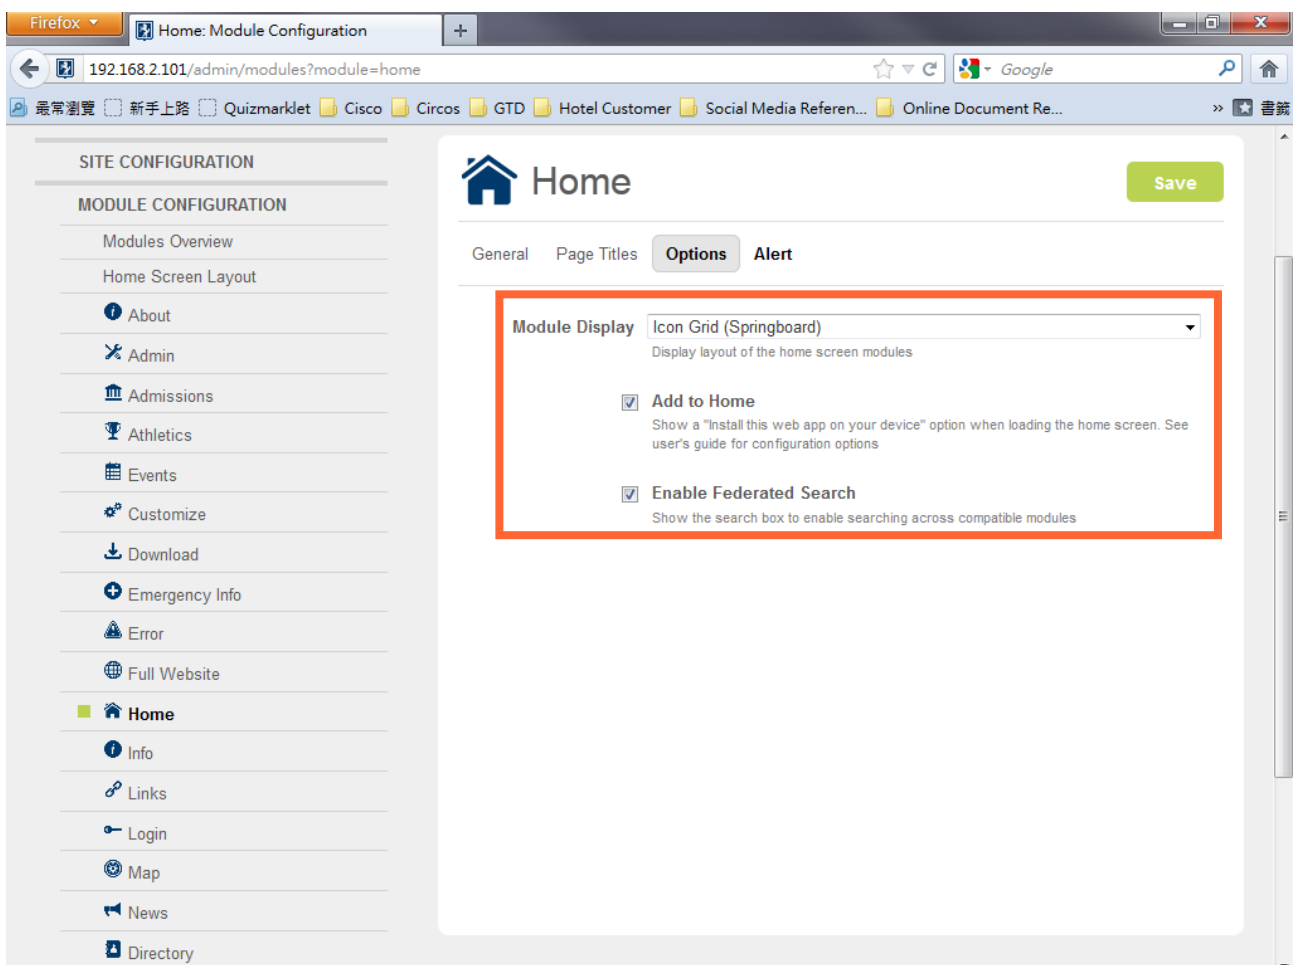 Firefox
Home: Module Configuration
192.168.2.101/admin/modules?module=home
Google
最常瀏覽 新手上路 Quizmarklet Cisco Circos GTD Hotel Customer Social Media Referen... Online Document Re... » 書籤
SITE CONFIGURATION
MODULE CONFIGURATION
Modules Overview
Home Screen Layout
About
Admin
Admissions
Athletics
Events
Customize
Download
Emergency Info
Error
Full Website
Home
Info
Links
Login
Map
News
Directory
Home
Save
General Page Titles Options Alert
Module Display Icon Grid (Springboard)
Display layout of the home screen modules
Add to Home
Show a "Install this web app on your device" option when loading the home screen. See
user's guide for configuration options
Enable Federated Search
Show the search box to enable searching across compatible modules